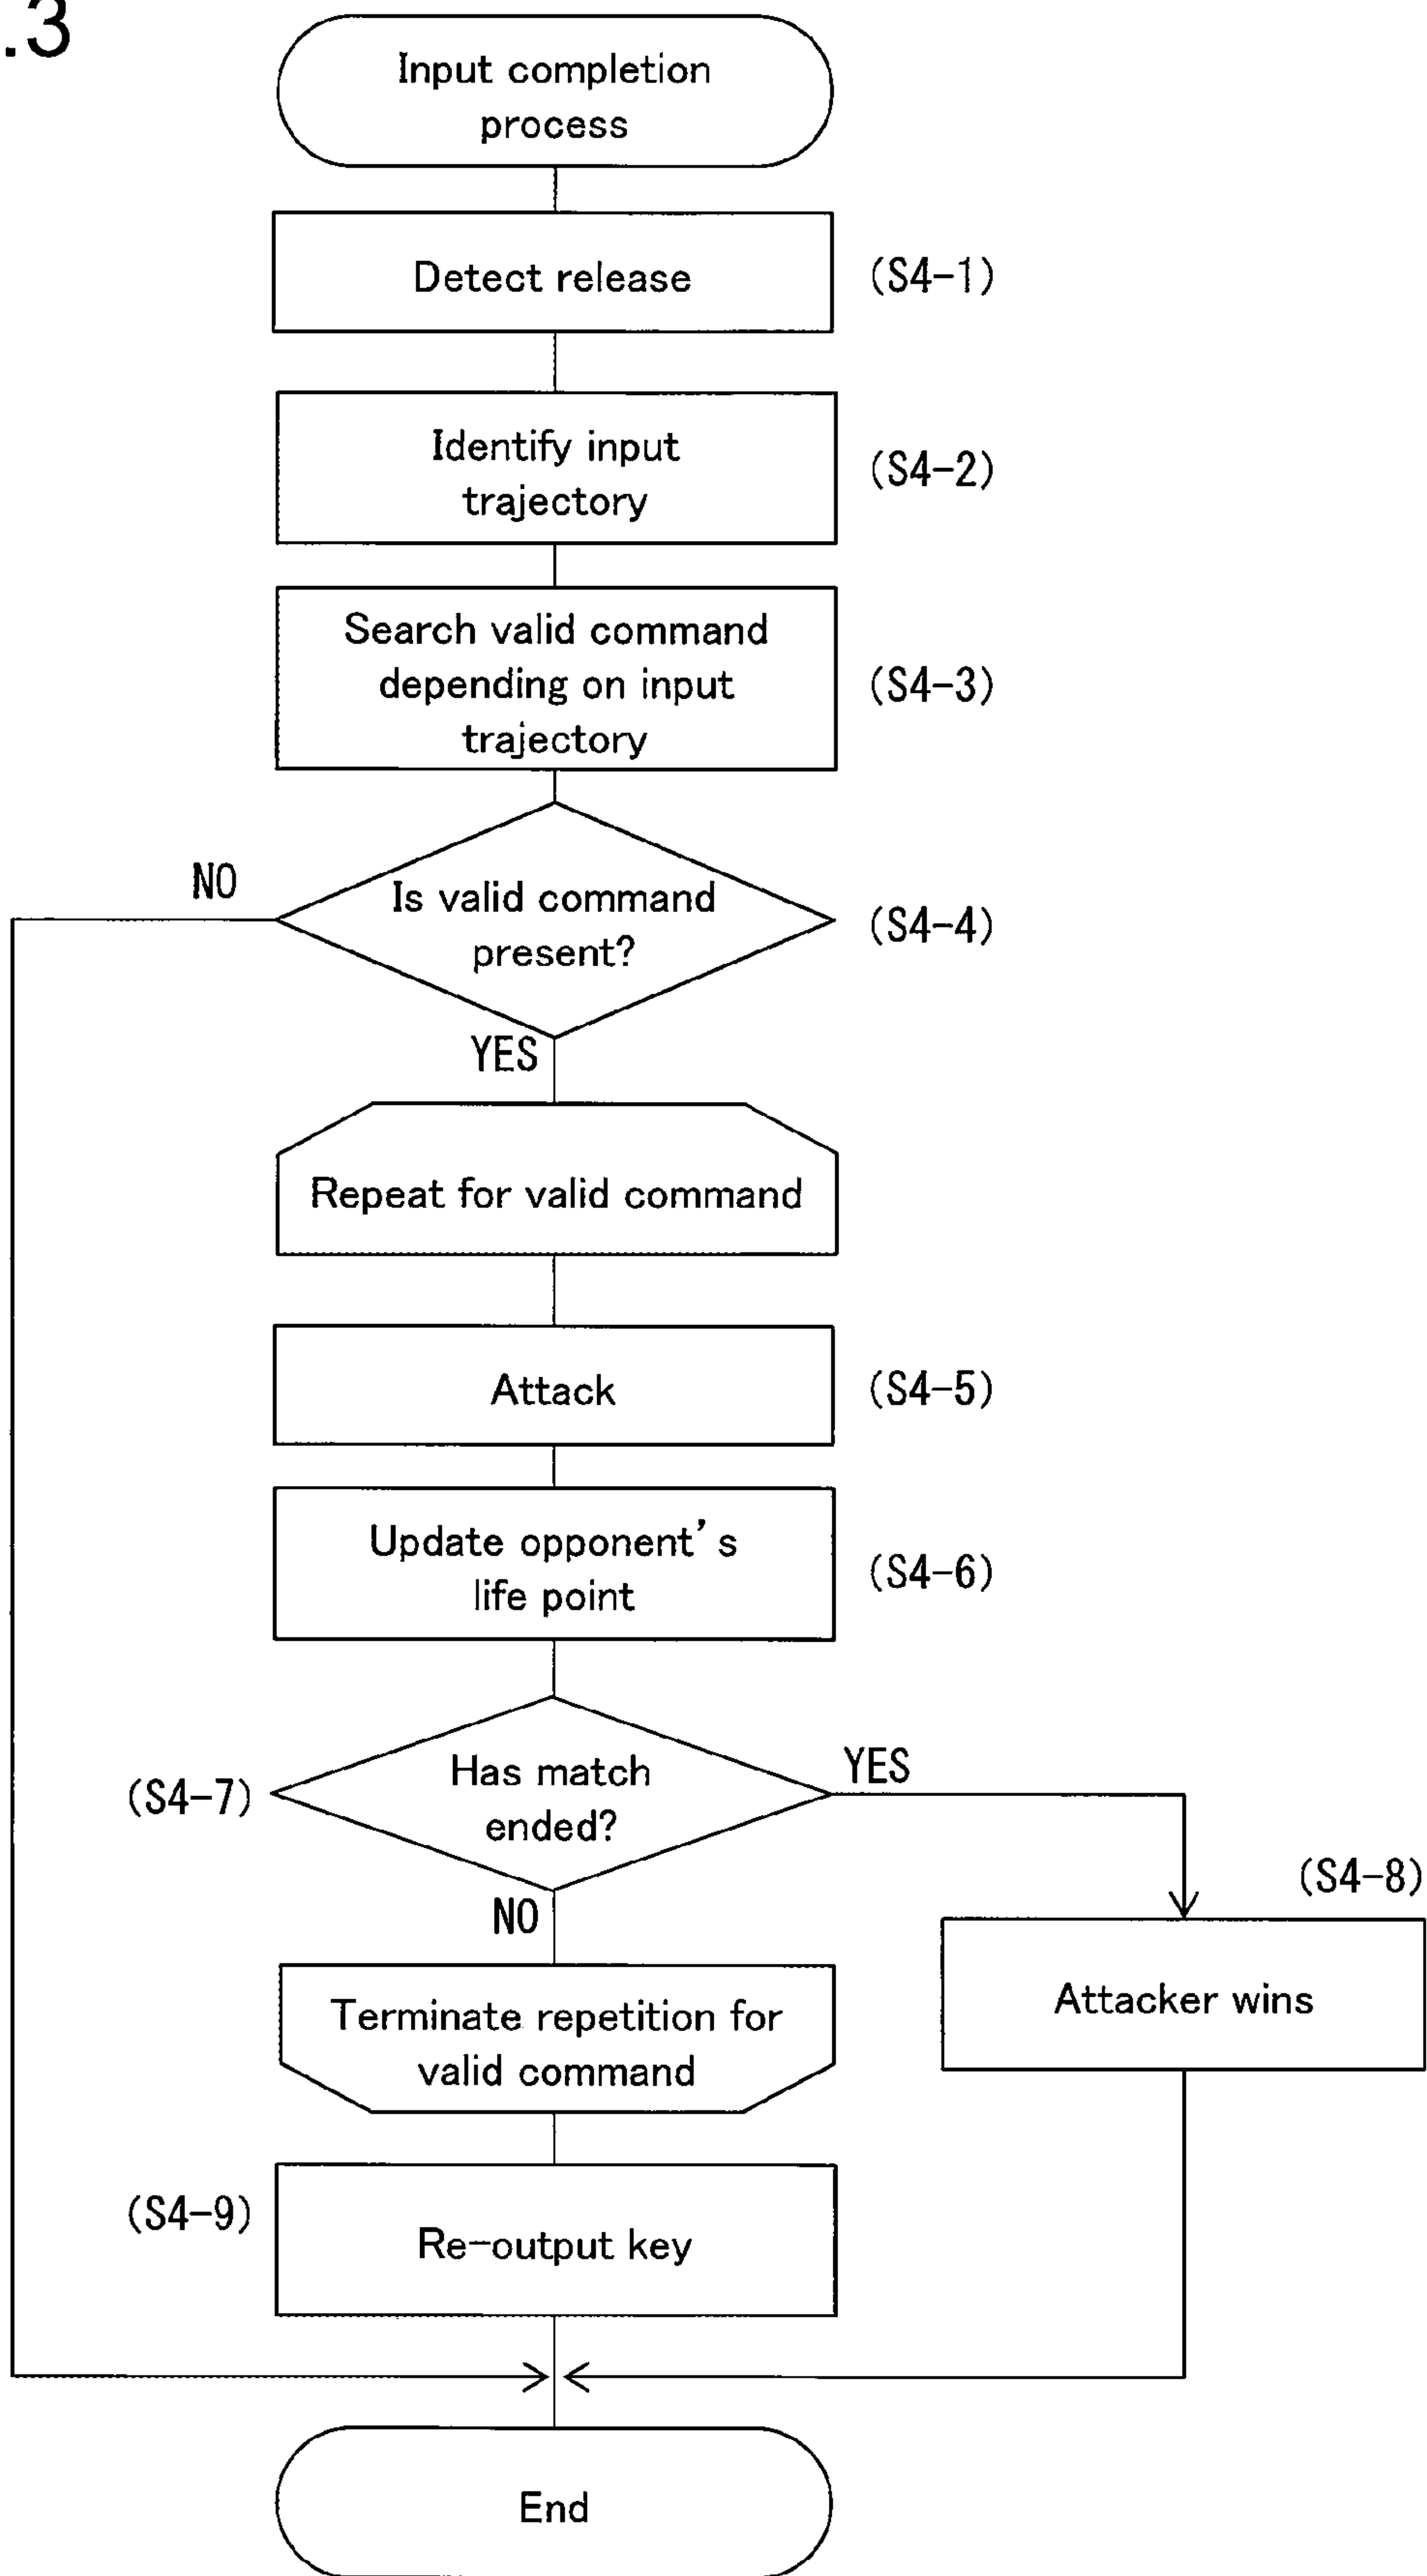 .3
Input completion
process
Detect release
(S4-1)
Identify input
trajectory
(S4-2)
Search valid command
depending on input
trajectory
(S4-3)
NO
Is valid command
present?
(S4-4)
YES
Repeat for valid command
Attack
(S4-5)
Update opponent's
life point
(S4-6)
(S4-7)
Has match
ended?
YES
NO
(S4-8)
Attacker wins
Terminate repetition for
valid command
(S4-9)
Re-output key
End